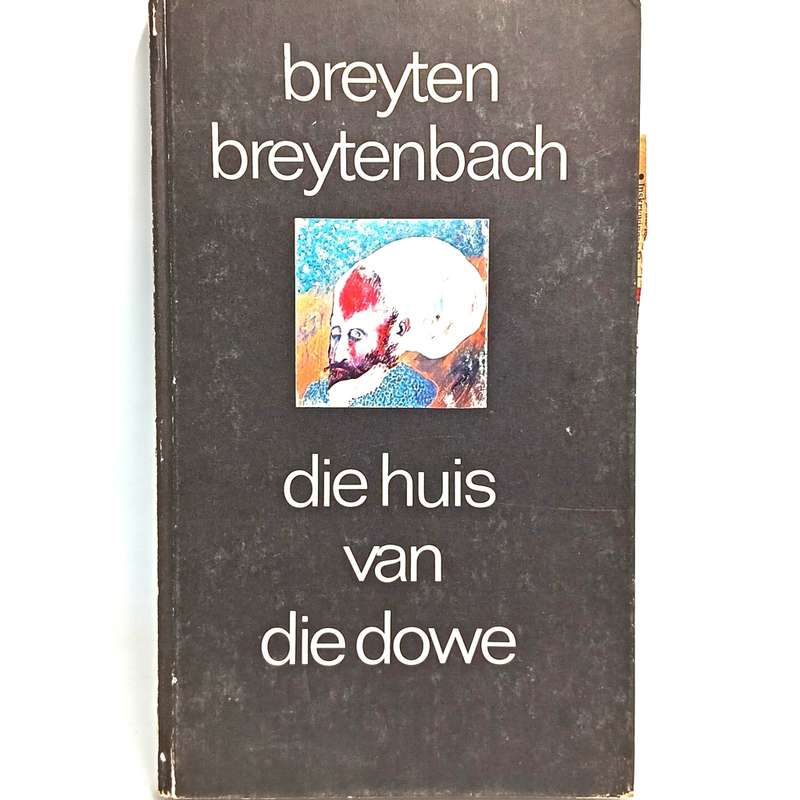 breyten
breytenbach
die huis
van
die dowe